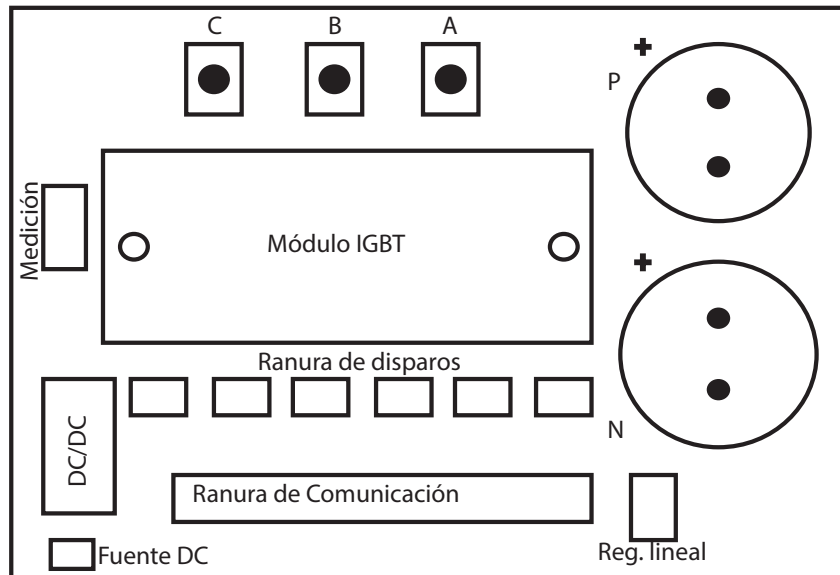 C B A
+
P
Medición
Módulo IGBT
+
Ranura de disparos
N
DC/DC
Ranura de Comunicación
Fuente DC
Reg. lineal